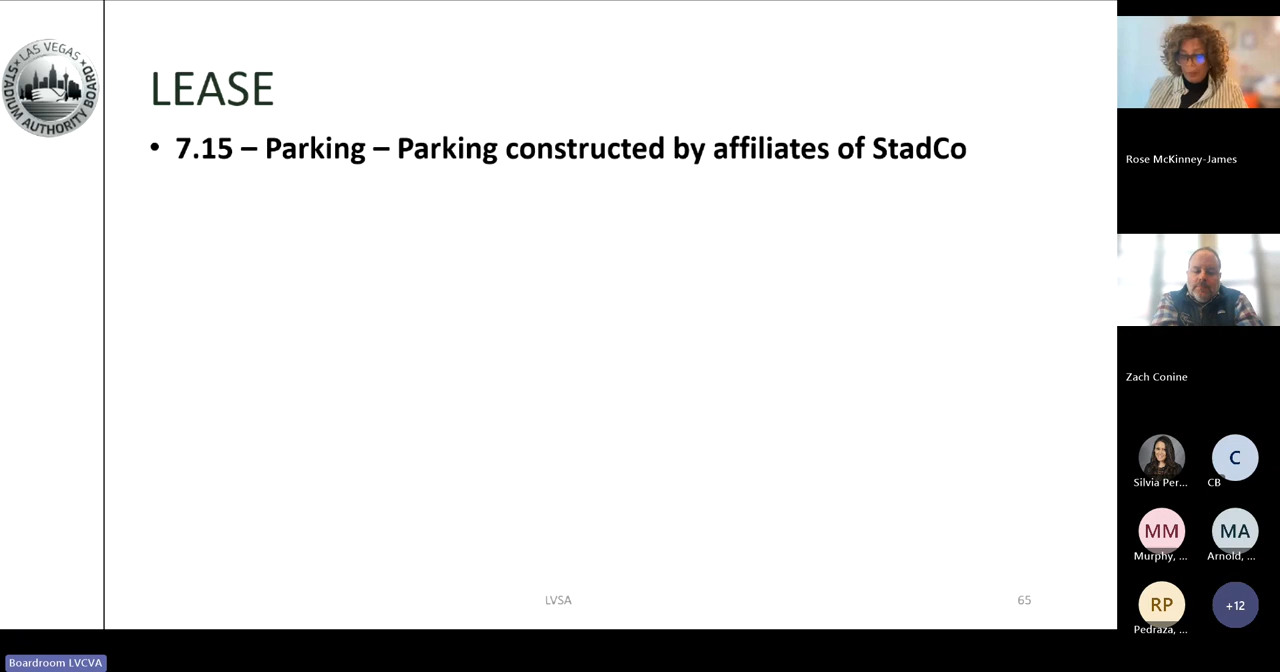 LAS VEGAS
STADIUM AUTHORITY BOARD
LEASE
• 7.15 – Parking – Parking constructed by affiliates of StadCo
LVSA
65
Rose McKinney-James
Zach Conine
Silvia Per...
C
CB
MM
Murphy, ...
MA
Arnold, ...
RP
Pedraza, ...
+12
Boardroom LVCVA